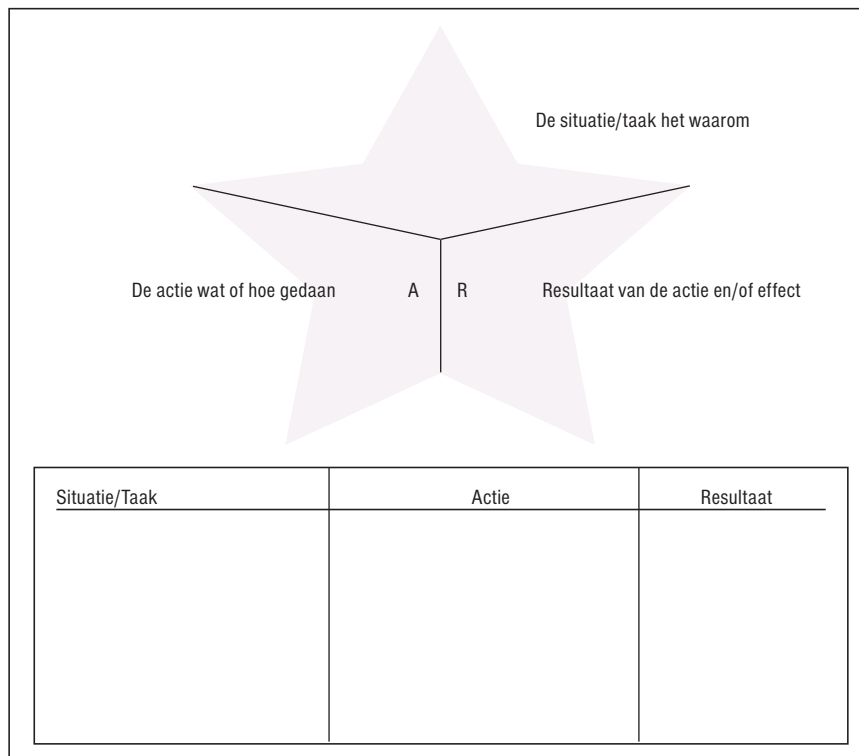 De situatie/taak het waarom
De actie wat of hoe gedaan A R Resultaat van de actie en/of effect
Situatie/Taak Actie Resultaat